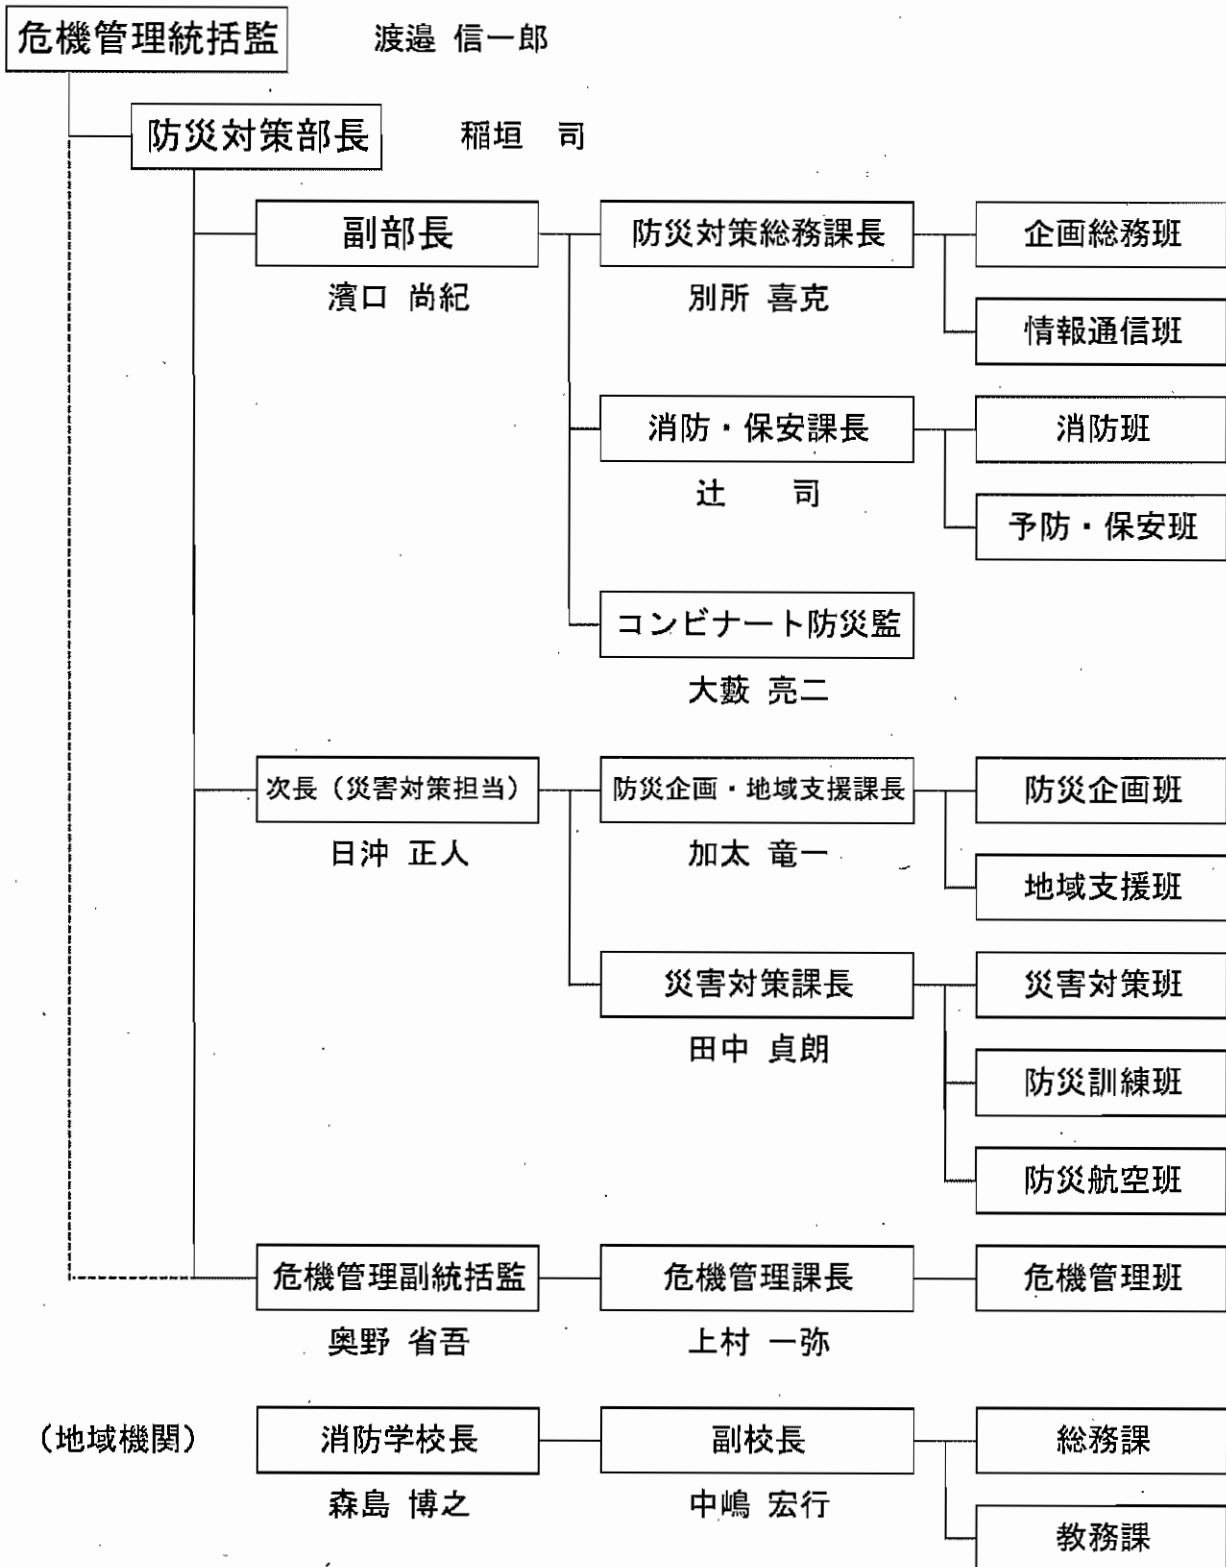 危機管理統括監 渡邉 信一郎
防災対策部長 稲垣 司
副部長 防災対策総務課長 企画総務班
濱口 尚紀 別所 喜克
情報通信班
消防・保安課長 消防班
辻 司
予防・保安班
コンビナート防災監
大藪 亮二
次長（災害対策担当） 防災企画・地域支援課長 防災企画班
日沖 正人 加太 竜一
地域支援班
災害対策課長 災害対策班
田中 貞朗
防災訓練班
防災航空班
危機管理副統括監 危機管理課長 危機管理班
奥野 省吾 上村 一弥
（地域機関） 消防学校長 副校長 総務課
森島 博之 中嶋 宏行
教務課